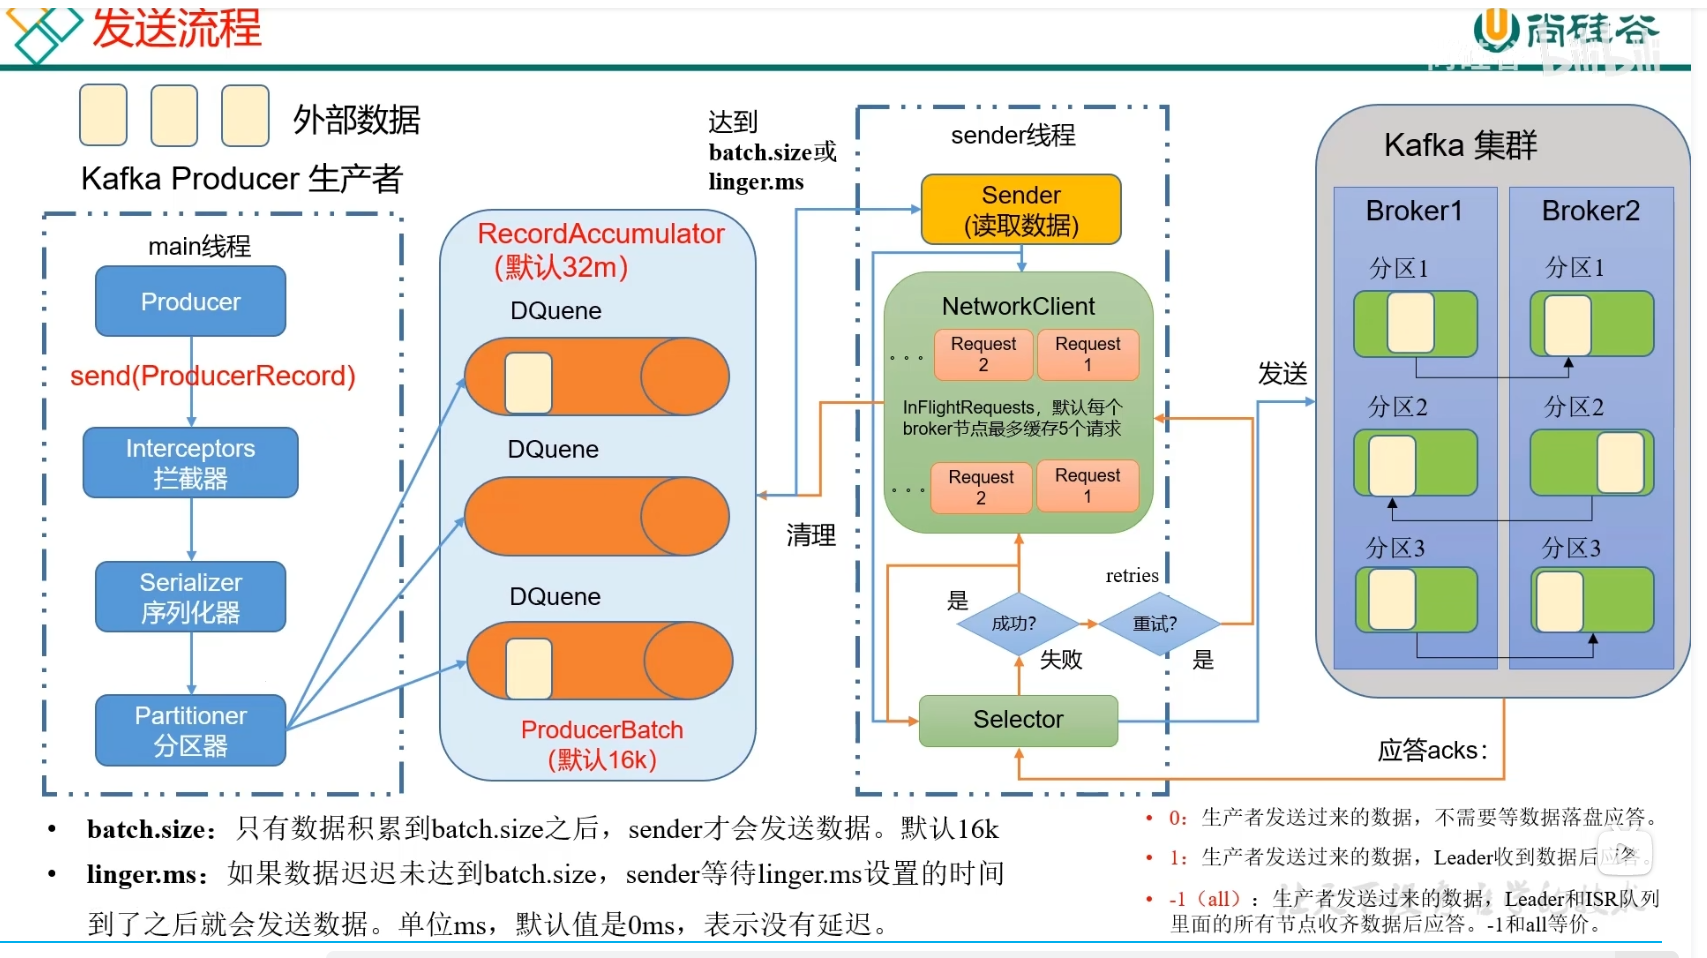 发送流程
尚硅谷
bilibili
外部数据
Kafka Producer 生产者
main线程
Producer
send(ProducerRecord)
Interceptors
拦截器
Serializer
序列化器
Partitioner
分区器
RecordAccumulator
（默认32m）
DQuene
DQuene
DQuene
ProducerBatch
（默认16k）
达到
batch.size或
linger.ms
清理
sender线程
Sender
(读取数据)
NetworkClient
...
Request
2
Request
1
InFlightRequests，默认每个
broker节点最多缓存5个请求
...
Request
2
Request
1
retries
是
成功?
重试?
失败
是
Selector
发送
Kafka 集群
Broker1
Broker2
分区1
分区1
分区2
分区2
分区3
分区3
应答acks：
• batch.size：只有数据积累到batch.size之后，sender才会发送数据。默认16k
• linger.ms：如果数据迟迟未达到batch.size，sender等待linger.ms设置的时间
到了之后就会发送数据。单位ms，默认值是0ms，表示没有延迟。
• 0：生产者发送过来的数据，不需要等数据落盘应答。
• 1：生产者发送过来的数据，Leader收到数据后应答。
• -1（all）：生产者发送过来的数据，Leader和ISR队列
里面的所有节点收齐数据后应答。-1和all等价。